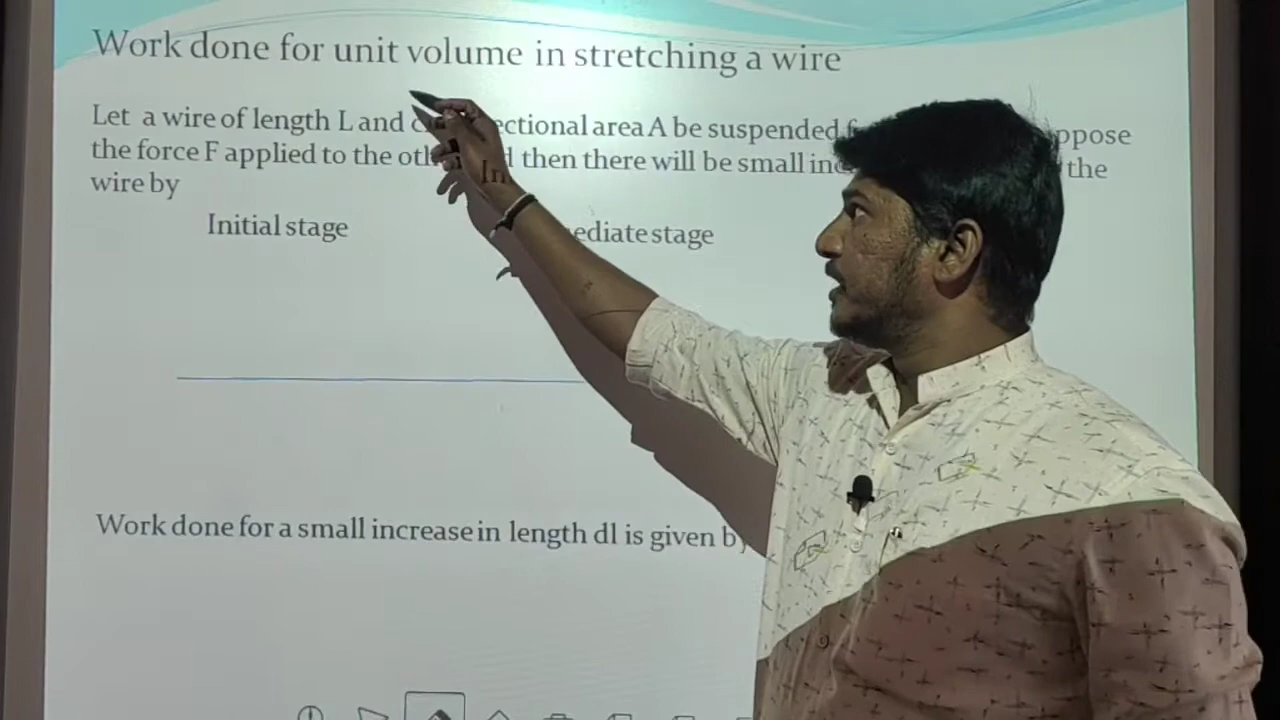 Work done for unit volume in stretching a wire
Let a wire of length L and ectional area A be suspended ppose
the force F applied to the then there will be small the
wire by
Initial stage ediate stage
Work done for a small increase in length dl is given by